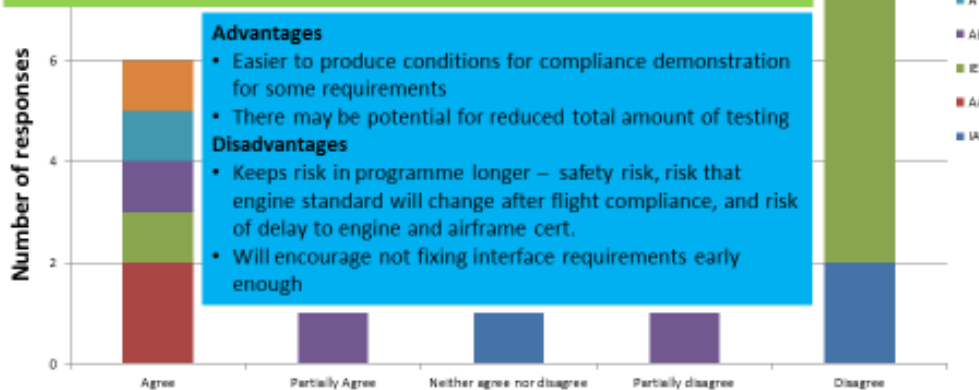 Advantages
• Easier to produce conditions for compliance demonstration
for some requirements
• There may be potential for reduced total amount of testing
Disadvantages
• Keeps risk in programme longer – safety risk, risk that
engine standard will change after flight compliance, and risk
of delay to engine and airframe cert.
• Will encourage not fixing interface requirements early
enough
Number of responses
6
4
2
0
Agree
Partially Agree
Neither agree nor disagree
Partially disagree
Disagree